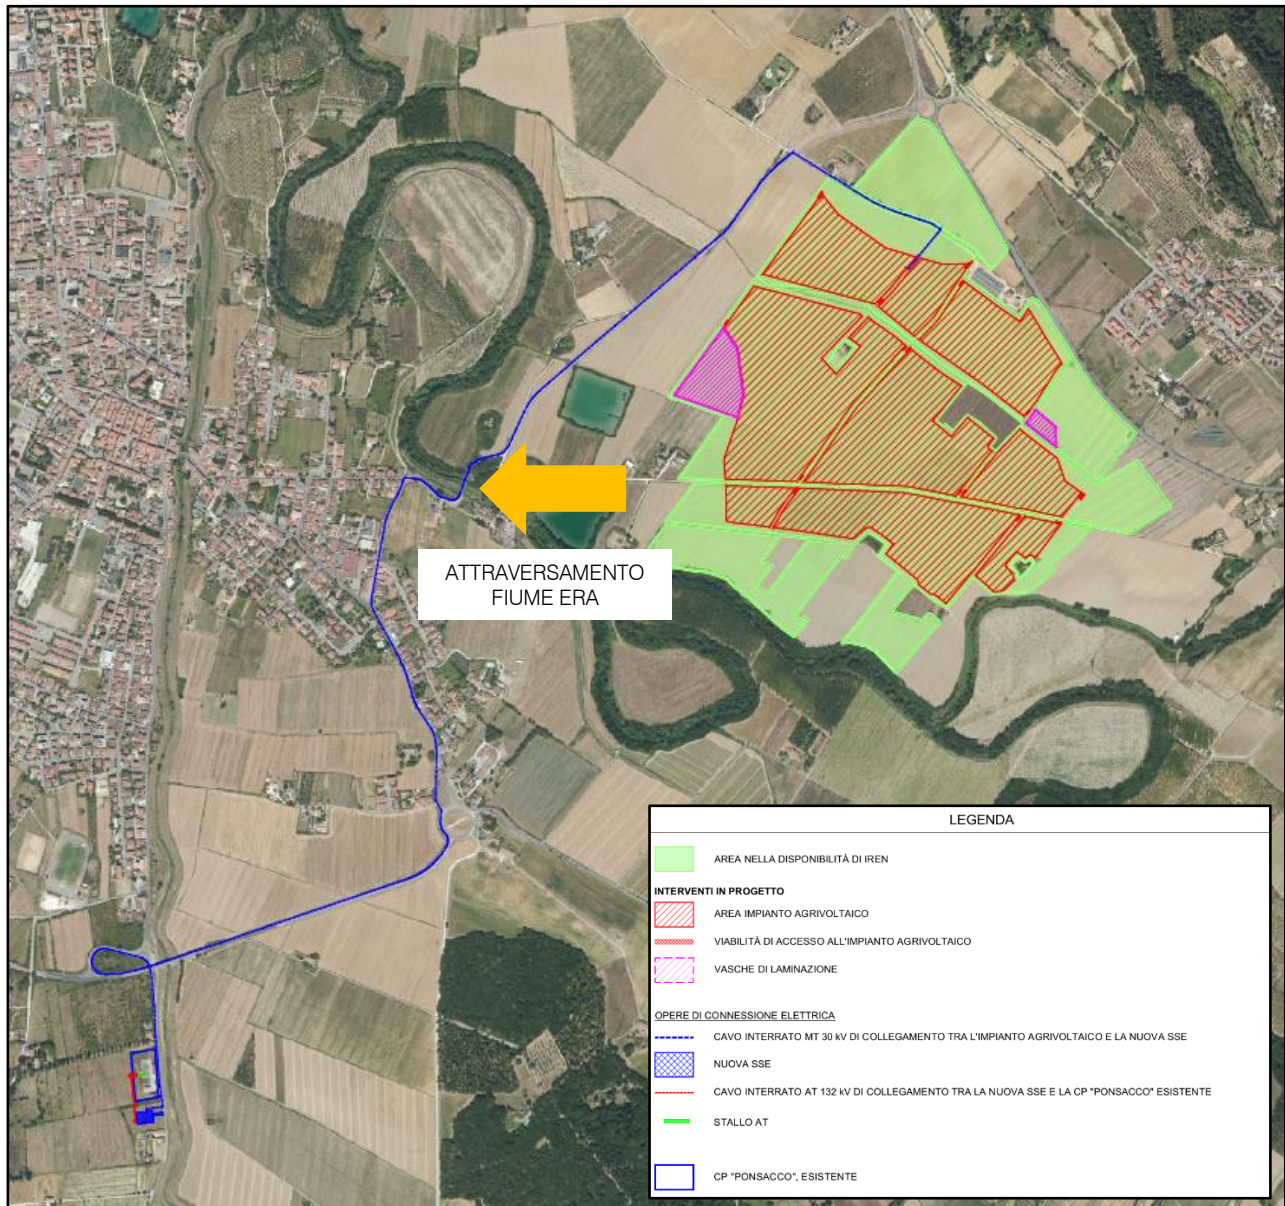 ATTRAVERSAMENTO
FIUME ERA
LEGENDA
AREA NELLA DISPONIBILITÀ DI IREN
INTERVENTI IN PROGETTO
AREA IMPIANTO AGRIVOLTAICO
VIABILITÀ DI ACCESSO ALL'IMPIANTO AGRIVOLTAICO
VASCHE DI LAMINAZIONE
OPERE DI CONNESSIONE ELETTRICA
CAVO INTERRATO MT 30 kV DI COLLEGAMENTO TRA L'IMPIANTO AGRIVOLTAICO E LA NUOVA SSE
NUOVA SSE
CAVO INTERRATO AT 132 kV DI COLLEGAMENTO TRA LA NUOVA SSE E LA CP "PONSACCO" ESISTENTE
STALLO AT
CP "PONSACCO", ESISTENTE